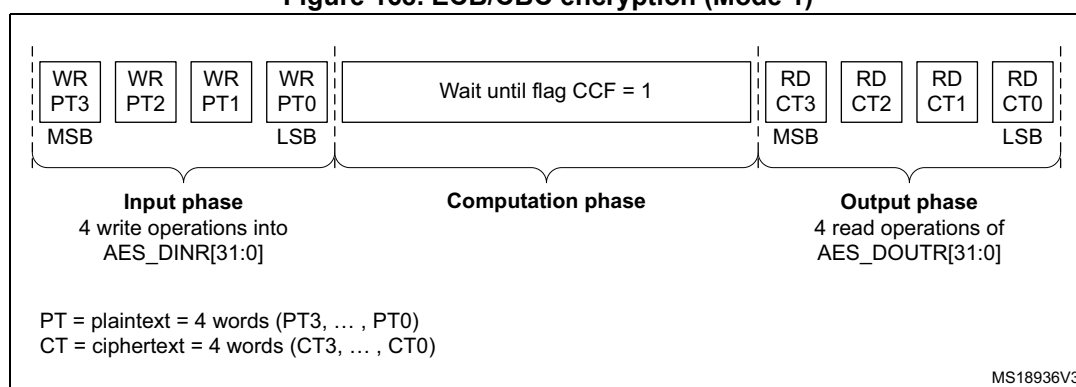 WR PT3 WR PT2 WR PT1 WR PT0 Wait until flag CCF = 1 RD CT3 RD CT2 RD CT1 RD CT0
MSB LSB MSB LSB
Input phase
4 write operations into
AES_DINR[31:0]
Computation phase
Output phase
4 read operations of
AES_DOUTR[31:0]
PT = plaintext = 4 words (PT3, … , PT0)
CT = ciphertext = 4 words (CT3, … , CT0)
MS18936V3